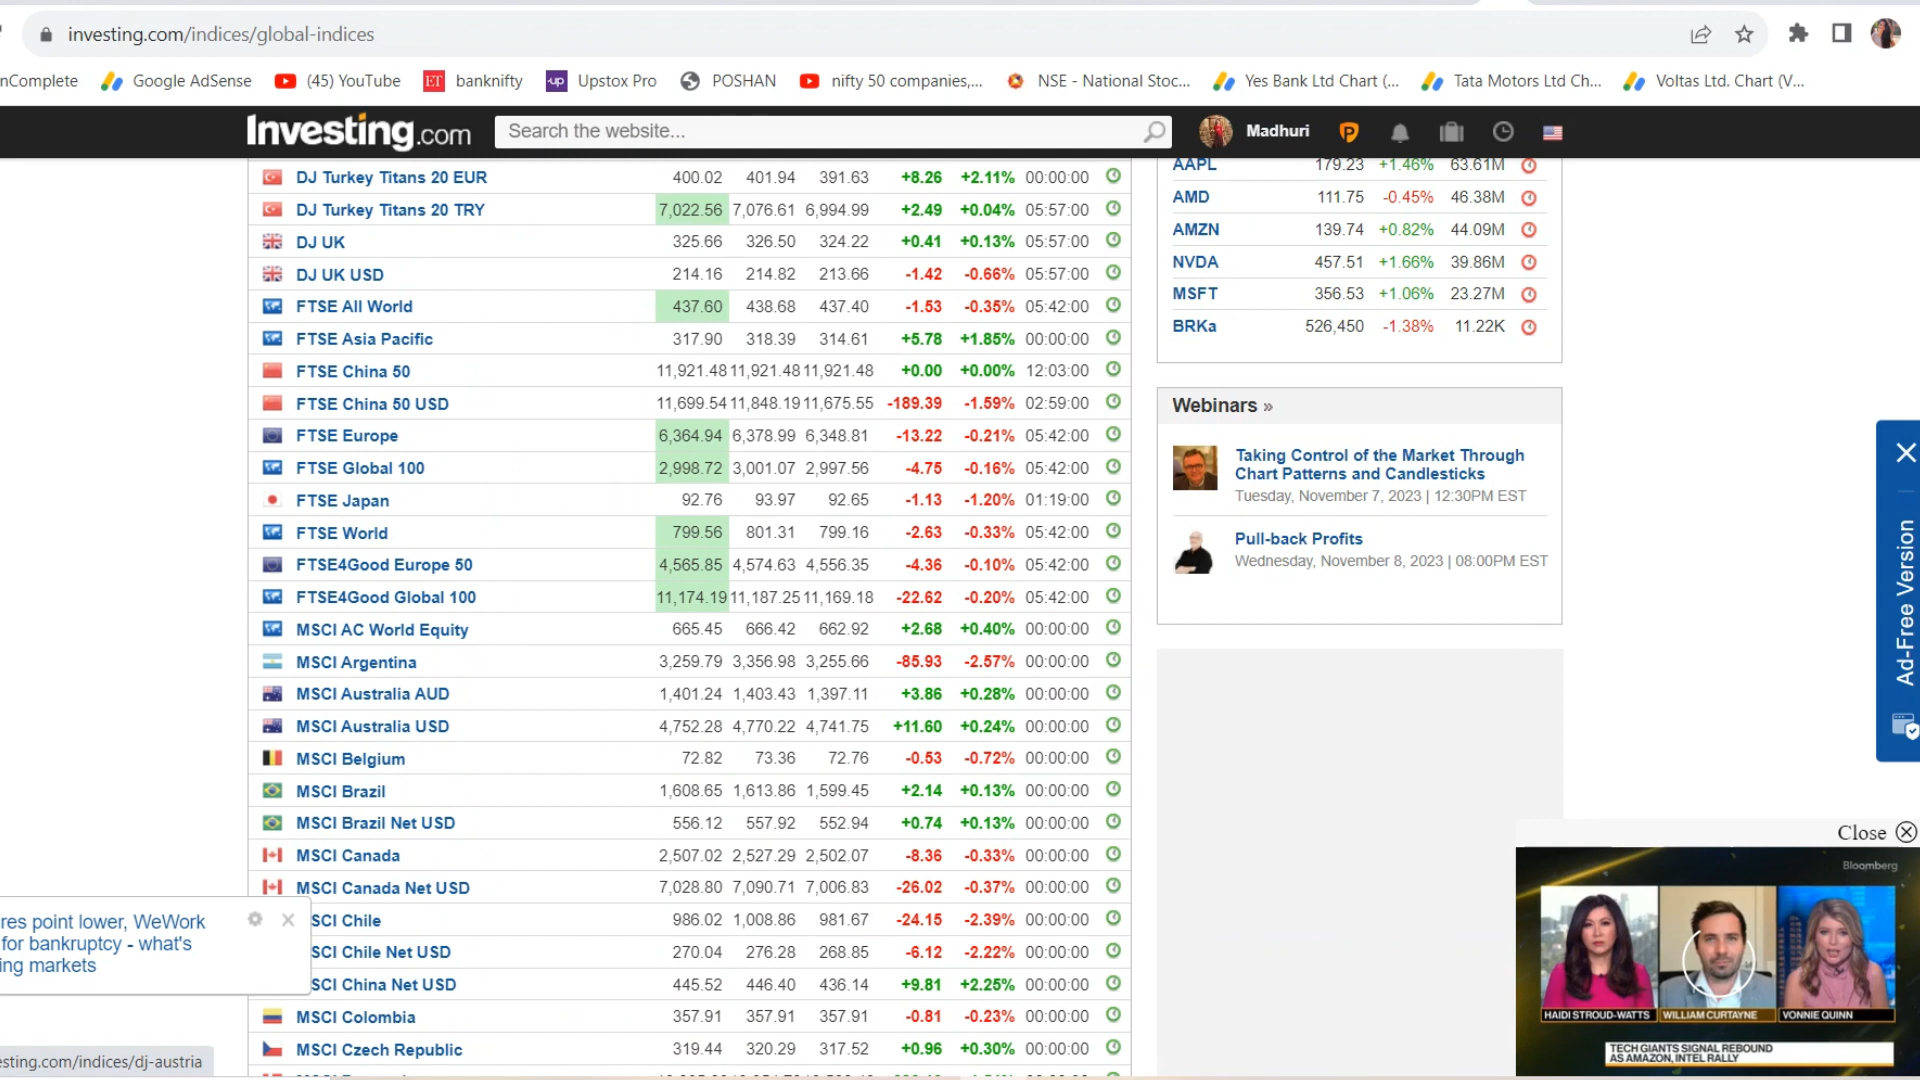 investing.com/indices/global-indices
nComplete Google AdSense (45) YouTube ET banknifty up Upstox Pro POSHAN nifty 50 companies,... NSE - National Stoc... Yes Bank Ltd Chart (... Tata Motors Ltd Ch... Voltas Ltd. Chart (V...
Investing.com Search the website... Madhuri P
DJ Turkey Titans 20 EUR 400.02 401.94 391.63 +8.26 +2.11% 00:00:00
DJ Turkey Titans 20 TRY 7,022.56 7,076.61 6,994.99 +2.49 +0.04% 05:57:00
DJ UK 325.66 326.50 324.22 +0.41 +0.13% 05:57:00
DJ UK USD 214.16 214.82 213.66 -1.42 -0.66% 05:57:00
FTSE All World 437.60 438.68 437.40 -1.53 -0.35% 05:42:00
FTSE Asia Pacific 317.90 318.39 314.61 +5.78 +1.85% 00:00:00
FTSE China 50 11,921.48 11,921.48 11,921.48 +0.00 +0.00% 12:03:00
FTSE China 50 USD 11,699.54 11,848.19 11,675.55 -189.39 -1.59% 02:59:00
FTSE Europe 6,364.94 6,378.99 6,348.81 -13.22 -0.21% 05:42:00
FTSE Global 100 2,998.72 3,001.07 2,997.56 -4.75 -0.16% 05:42:00
FTSE Japan 92.76 93.97 92.65 -1.13 -1.20% 01:19:00
FTSE World 799.56 801.31 799.16 -2.63 -0.33% 05:42:00
FTSE4Good Europe 50 4,565.85 4,574.63 4,556.35 -4.36 -0.10% 05:42:00
FTSE4Good Global 100 11,174.19 11,187.25 11,169.18 -22.62 -0.20% 05:42:00
MSCI AC World Equity 665.45 666.42 662.92 +2.68 +0.40% 00:00:00
MSCI Argentina 3,259.79 3,356.98 3,255.66 -85.93 -2.57% 00:00:00
MSCI Australia AUD 1,401.24 1,403.43 1,397.11 +3.86 +0.28% 00:00:00
MSCI Australia USD 4,752.28 4,770.22 4,741.75 +11.60 +0.24% 00:00:00
MSCI Belgium 72.82 73.36 72.76 -0.53 -0.72% 00:00:00
MSCI Brazil 1,608.65 1,613.86 1,599.45 +2.14 +0.13% 00:00:00
MSCI Brazil Net USD 556.12 557.92 552.94 +0.74 +0.13% 00:00:00
MSCI Canada 2,507.02 2,527.29 2,502.07 -8.36 -0.33% 00:00:00
MSCI Canada Net USD 7,028.80 7,090.71 7,006.83 -26.02 -0.37% 00:00:00
SCI Chile 986.02 1,008.86 981.67 -24.15 -2.39% 00:00:00
SCI Chile Net USD 270.04 276.28 268.85 -6.12 -2.22% 00:00:00
SCI China Net USD 445.52 446.40 436.14 +9.81 +2.25% 00:00:00
MSCI Colombia 357.91 357.91 357.91 -0.81 -0.23% 00:00:00
MSCI Czech Republic 319.44 320.29 317.52 +0.96 +0.30% 00:00:00
AAPL 179.23 +1.46% 63.61M
AMD 111.75 -0.45% 46.38M
AMZN 139.74 +0.82% 44.09M
NVDA 457.51 +1.66% 39.86M
MSFT 356.53 +1.06% 23.27M
BRKa 526,450 -1.38% 11.22K
Webinars »
Taking Control of the Market Through
Chart Patterns and Candlesticks
Tuesday, November 7, 2023 | 12:30PM EST
Pull-back Profits
Wednesday, November 8, 2023 | 08:00PM EST
Ad-Free Version
Close
Bloomberg
HAIDI STROUD-WATTS WILLIAM CURTAYNE VONNIE QUINN
TECH GIANTS SIGNAL REBOUND
AS AMAZON, INTEL RALLY
res point lower, WeWork
for bankruptcy - what's
ing markets
esting.com/indices/dj-austria